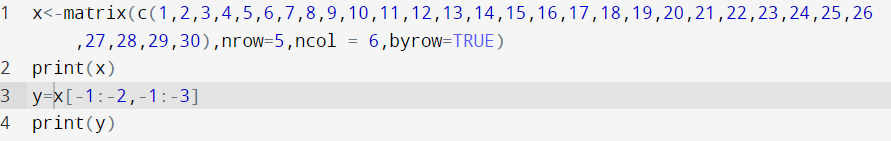 1 x<-matrix(c(1,2,3,4,5,6,7,8,9,10,11,12,13,14,15,16,17,18,19,20,21,22,23,24,25,26
,27,28,29,30),nrow=5,ncol = 6,byrow=TRUE)
2 print(x)
3 y=x[-1:-2,-1:-3]
4 print(y)